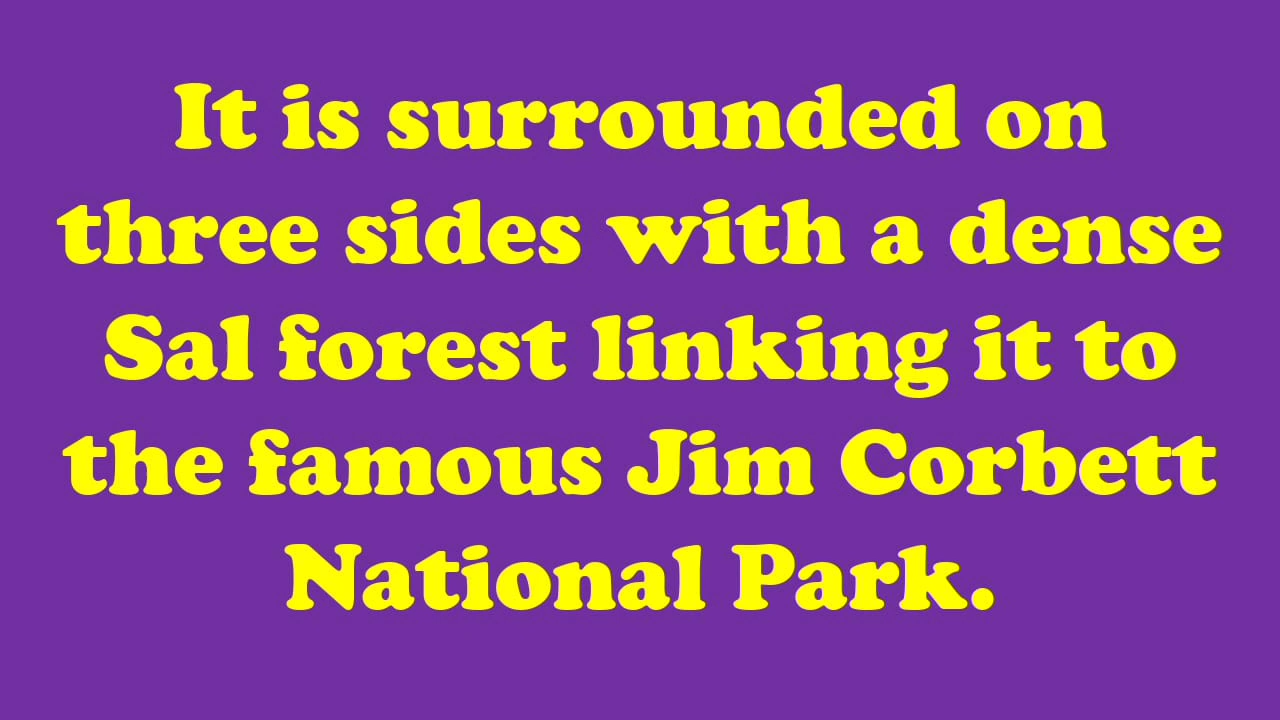 It is surrounded on
three sides with a dense
Sal forest linking it to
the famous Jim Corbett
National Park.